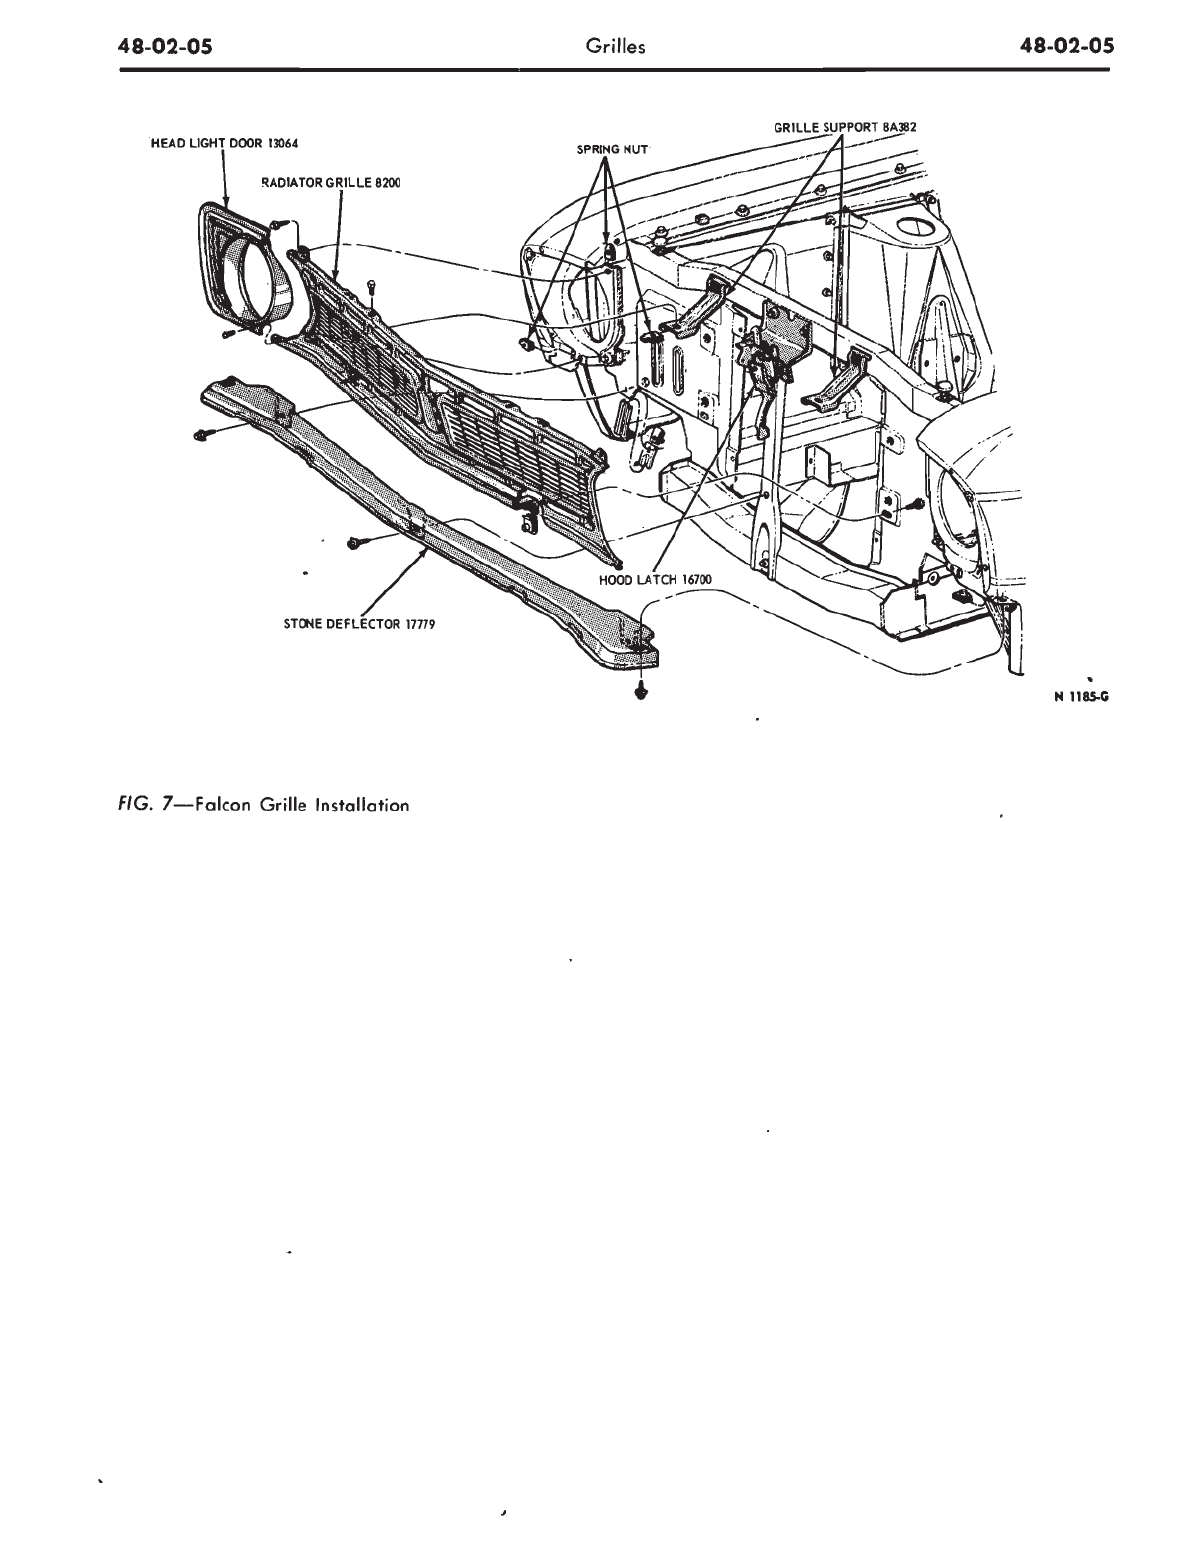 48-02-05 Grilles 48-02-05
GRILLE SUPPORT 8A382
HEAD LIGHT DOOR 13064
SPRING NUT
RADIATOR GRILLE 8200
HOOD LATCH 16700
STONE DEFLECTOR 17779
N 1185-G
FIG. 7—Falcon Grille Installation